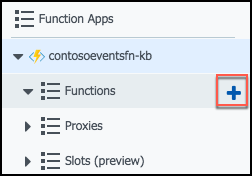 Function Apps
contosoeventsfn-kb
Functions
Proxies
Slots (preview)